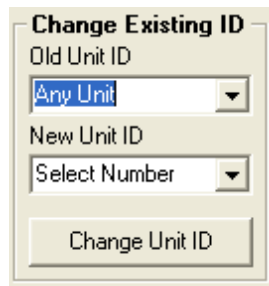 Change Existing ID
Old Unit ID
Any Unit
New Unit ID
Select Number
Change Unit ID